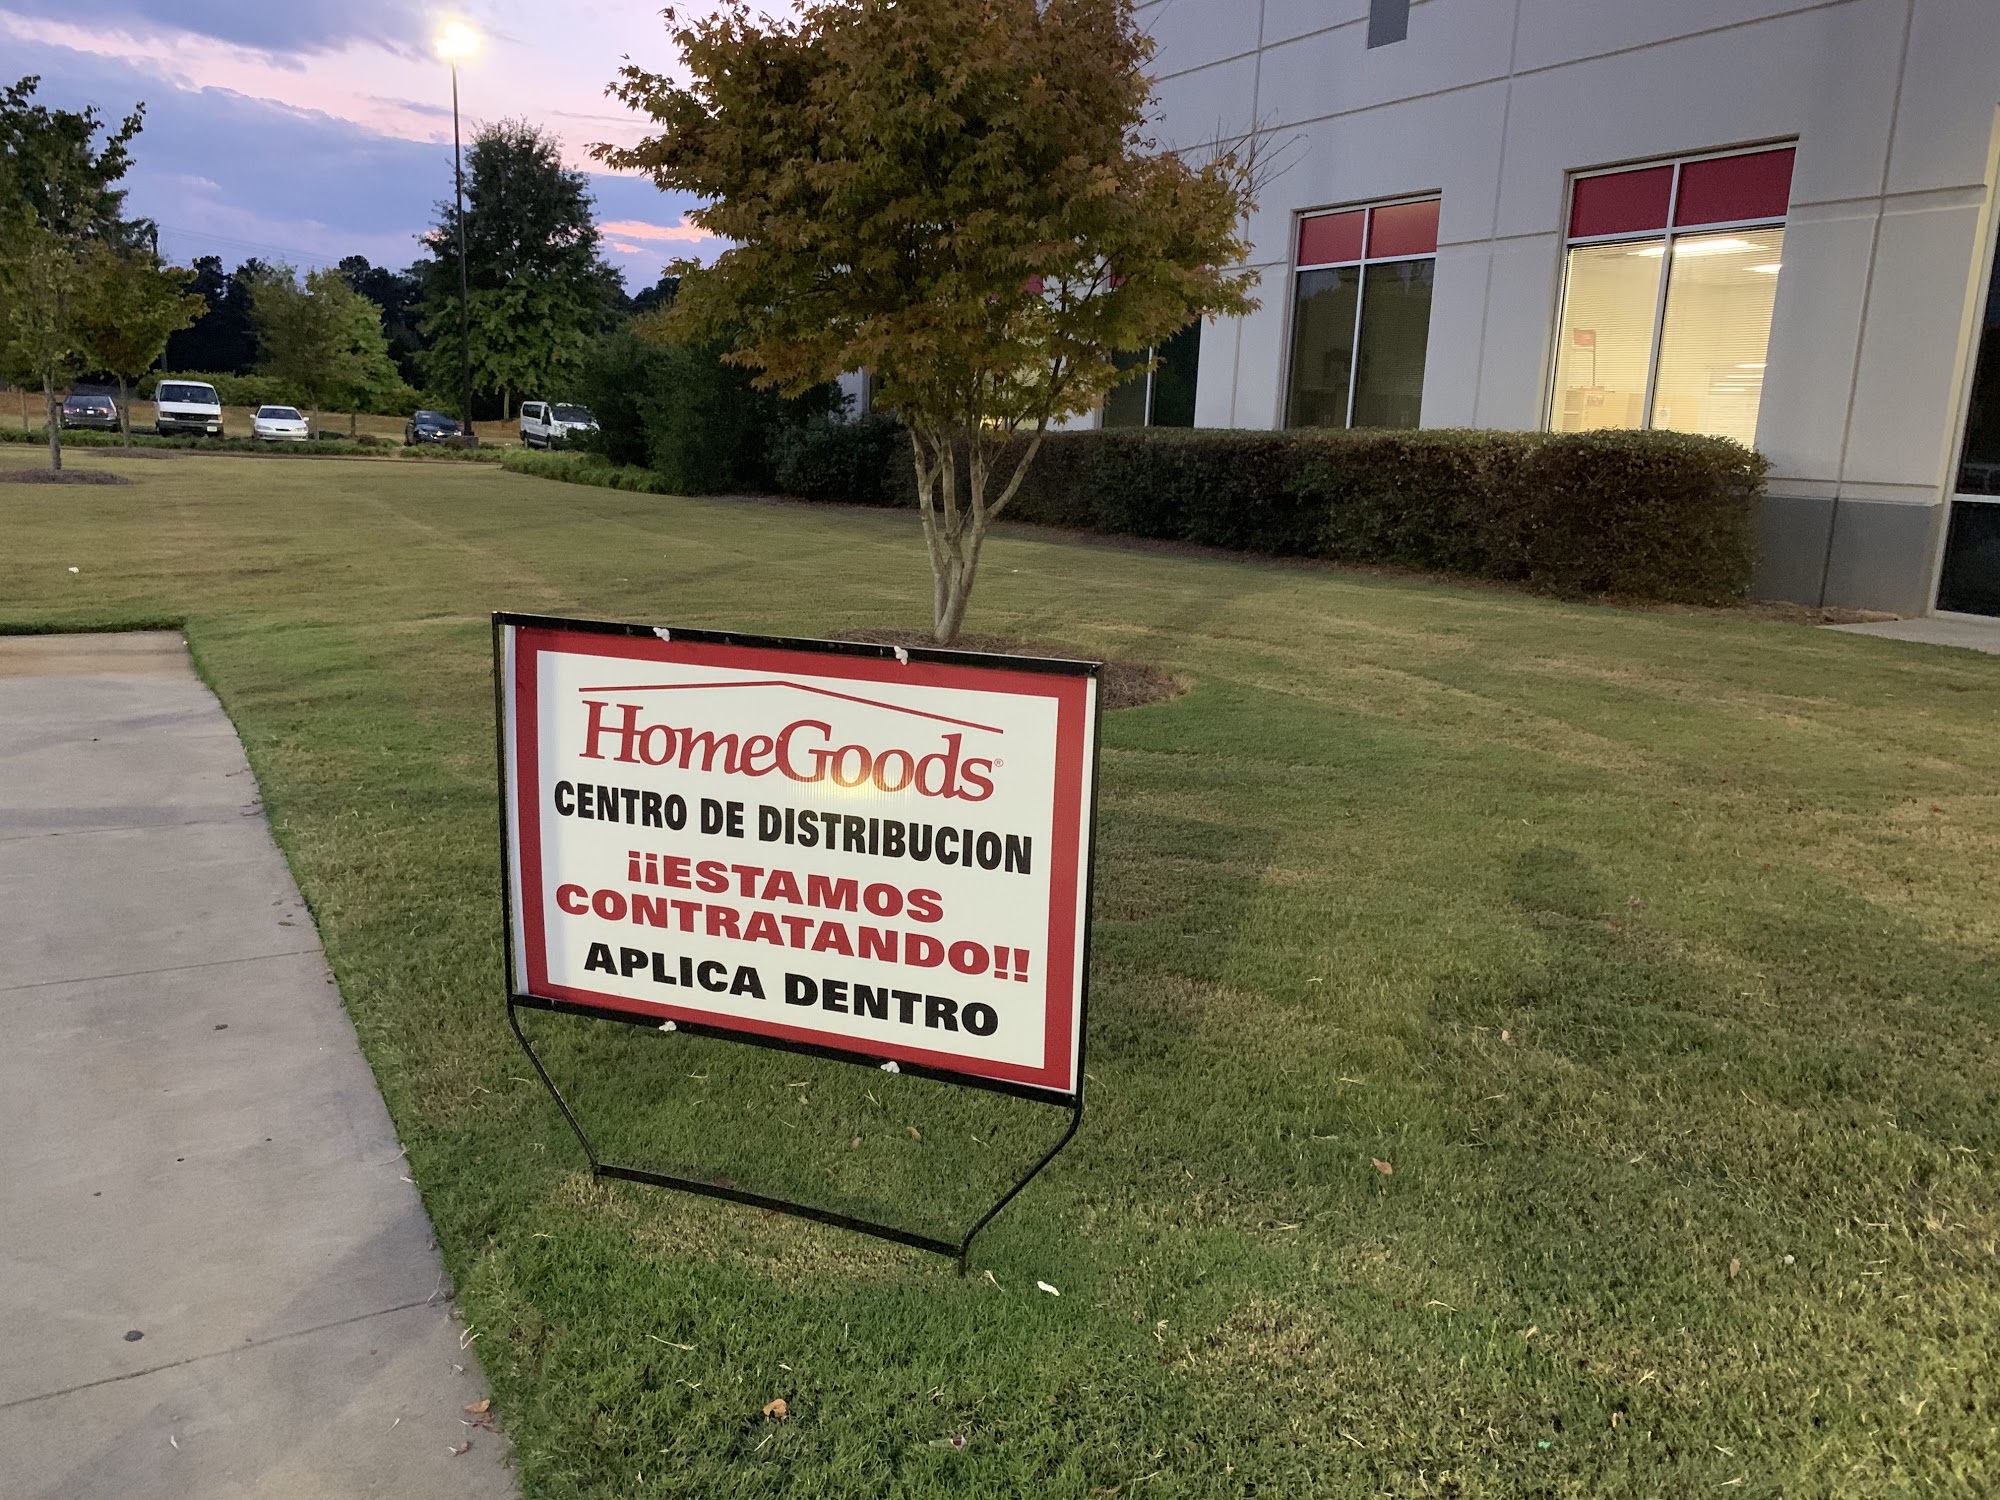 HomeGoods®
CENTRO DE DISTRIBUCION
¡¡ESTAMOS
CONTRATANDO!!
APLICA DENTRO